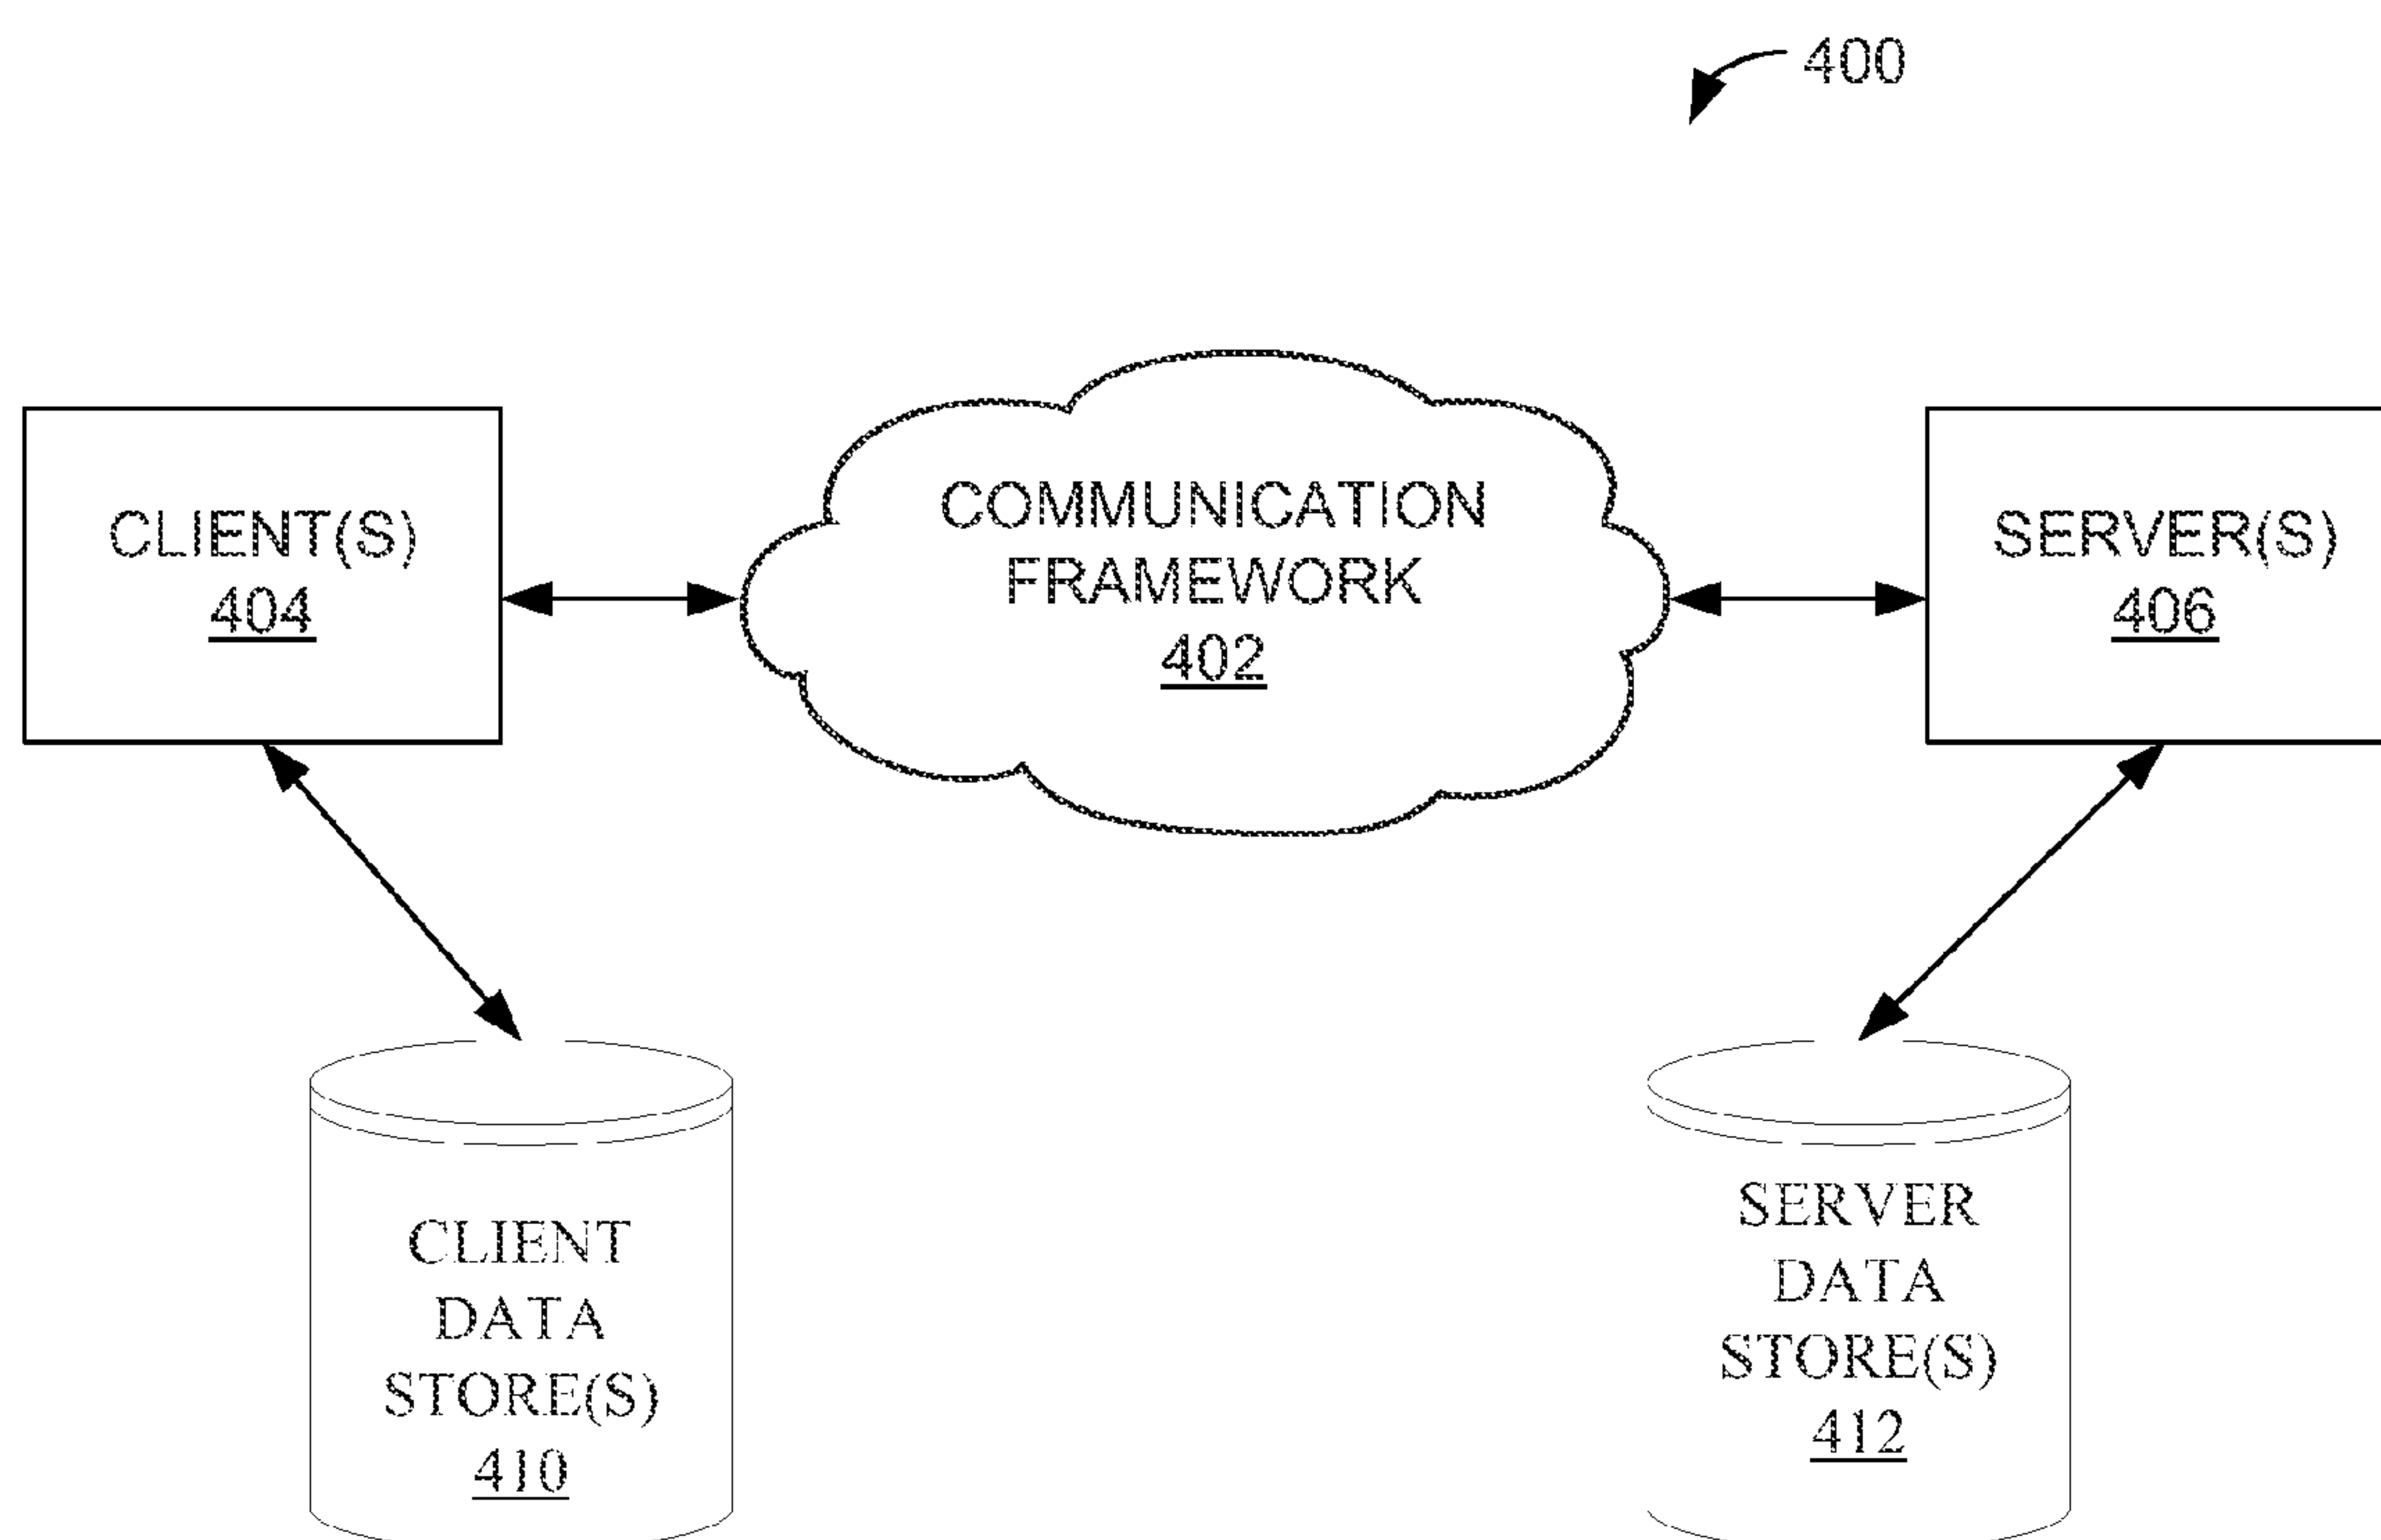 400
CLIENT(S)
404
COMMUNICATION
FRAMEWORK
402
SERVER(S)
406
CLIENT
DATA
STORE(S)
410
SERVER
DATA
STORE(S)
412